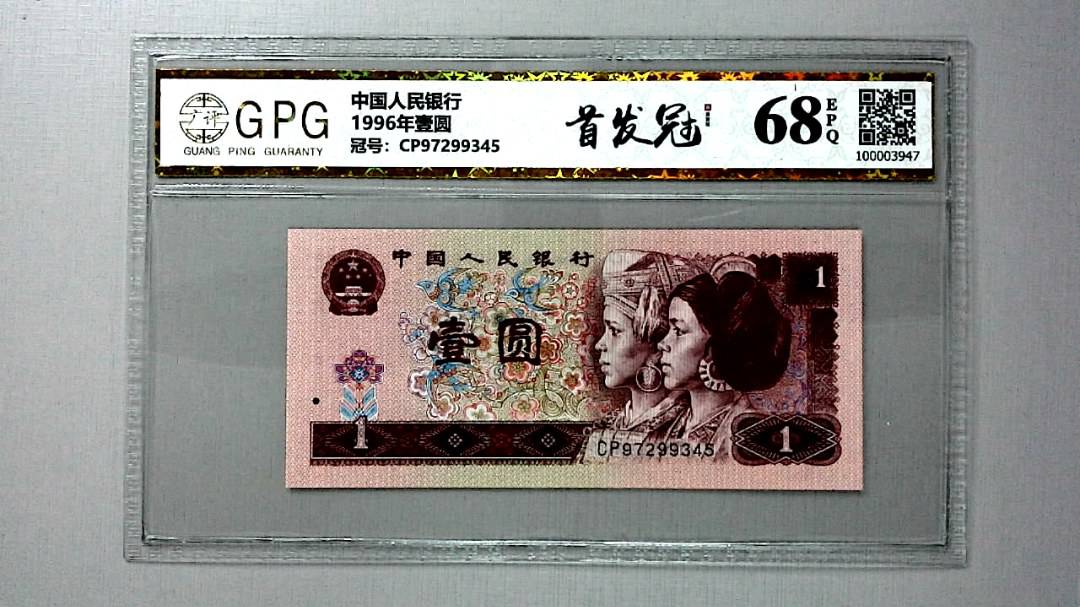 广评
GPG
GUANG PING GUARANTY
中国人民银行
1996年壹圆
冠号：CP97299345
首发冠
68
EPQ
100003947
中国人民银行
1
壹圆
1
CP97299345
1